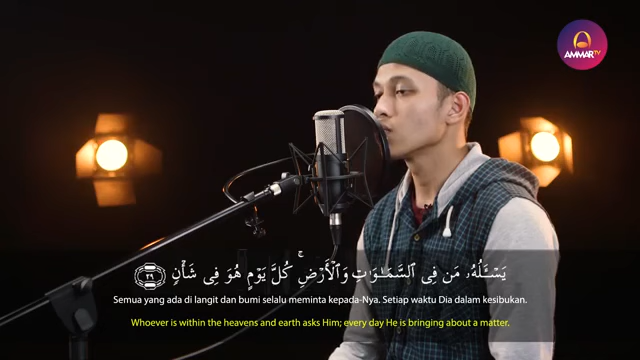 AMMAR TV
يَسْـَٔلُهُۥ مَن فِى ٱلسَّمَـٰوَٰتِ وَٱلْأَرْضِ ۚ كُلَّ يَوْمٍ هُوَ فِى شَأْنٍ ٢٩
Semua yang ada di langit dan bumi selalu meminta kepada-Nya. Setiap waktu Dia dalam kesibukan.
Whoever is within the heavens and earth asks Him; every day He is bringing about a matter.